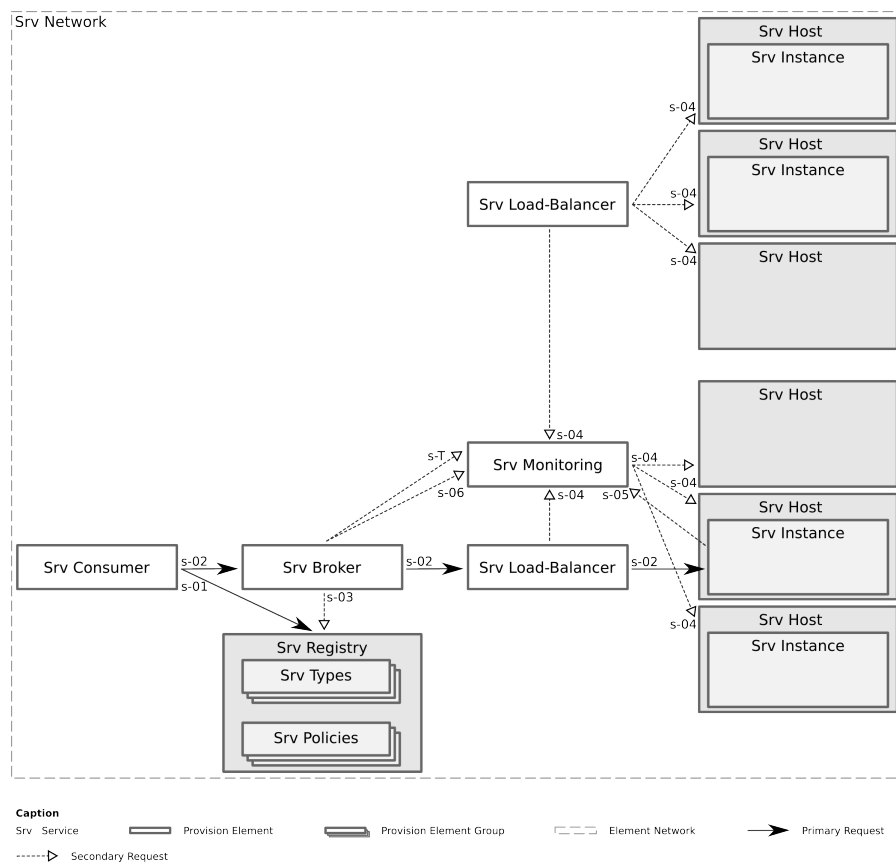 Srv Network
Srv Host
Srv Instance
s-04
Srv Host
Srv Instance
s-04
Srv Load-Balancer
s-04
Srv Host
Srv Host
s-04
s-T
Srv Monitoring
s-04
s-04
s-06
s-04
s-05
Srv Host
Srv Instance
s-02
s-02
s-02
Srv Consumer
Srv Broker
Srv Load-Balancer
s-01
s-03
s-04
Srv Host
Srv Instance
Srv Registry
Srv Types
Srv Policies
Caption
Srv Service
Provision Element
Provision Element Group
Element Network
Primary Request
Secondary Request